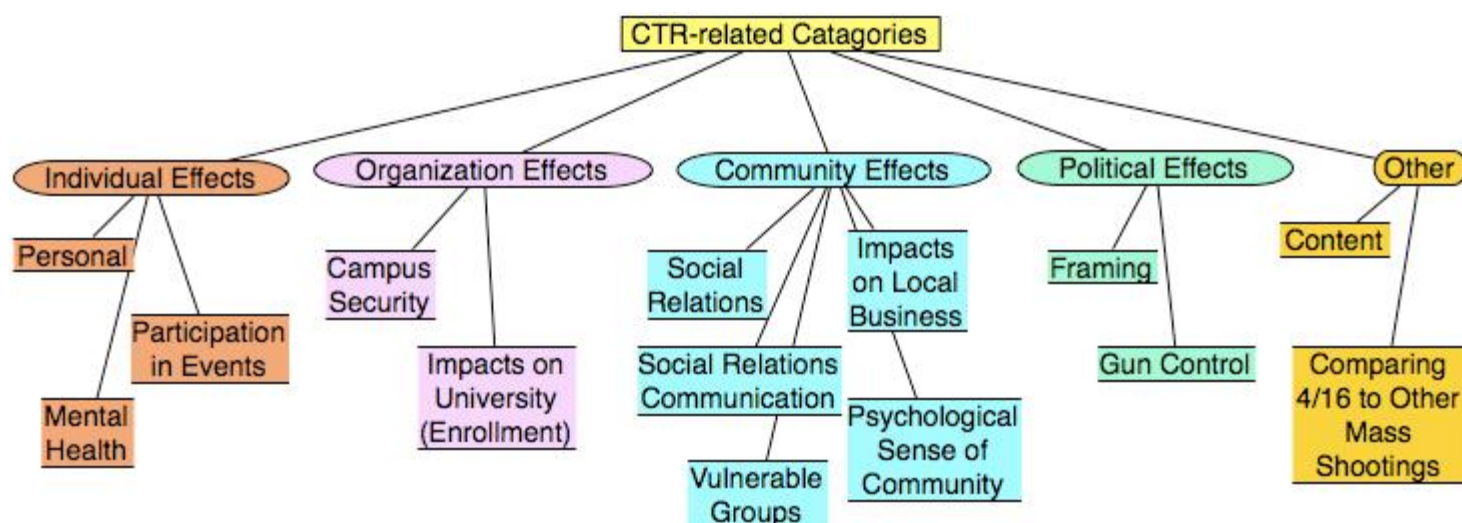 CTR-related Catagories
Individual Effects
Organization Effects
Community Effects
Political Effects
Other
Personal
Participation
in Events
Mental
Health
Campus
Security
Impacts on
University
(Enrollment)
Social
Relations
Impacts
on Local
Business
Social Relations
Communication
Vulnerable
Groups
Psychological
Sense of
Community
Framing
Gun Control
Content
Comparing
4/16 to Other
Mass
Shootings